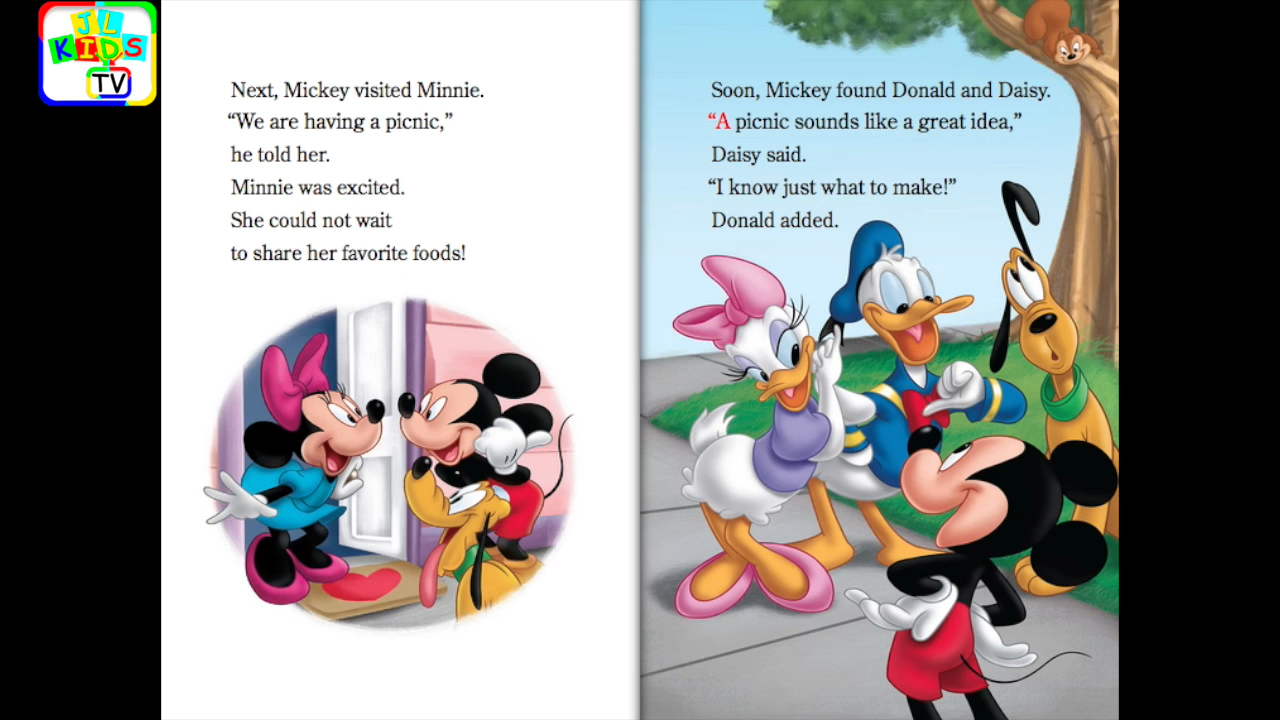 JL
KIDS
TV
Next, Mickey visited Minnie.
“We are having a picnic,”
he told her.
Minnie was excited.
She could not wait
to share her favorite foods!
Soon, Mickey found Donald and Daisy.
“A picnic sounds like a great idea,”
Daisy said.
“I know just what to make!”
Donald added.